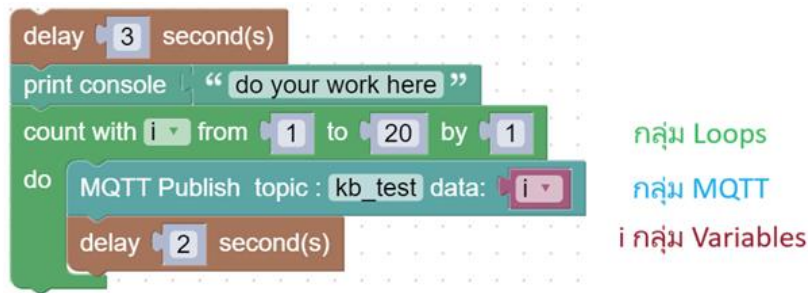 delay 3 second(s)
print console “ do your work here ”
count with i from 1 to 20 by 1
กลุ่ม Loops
do MQTT Publish topic : kb_test data: i
กลุ่ม MQTT
delay 2 second(s)
i กลุ่ม Variables